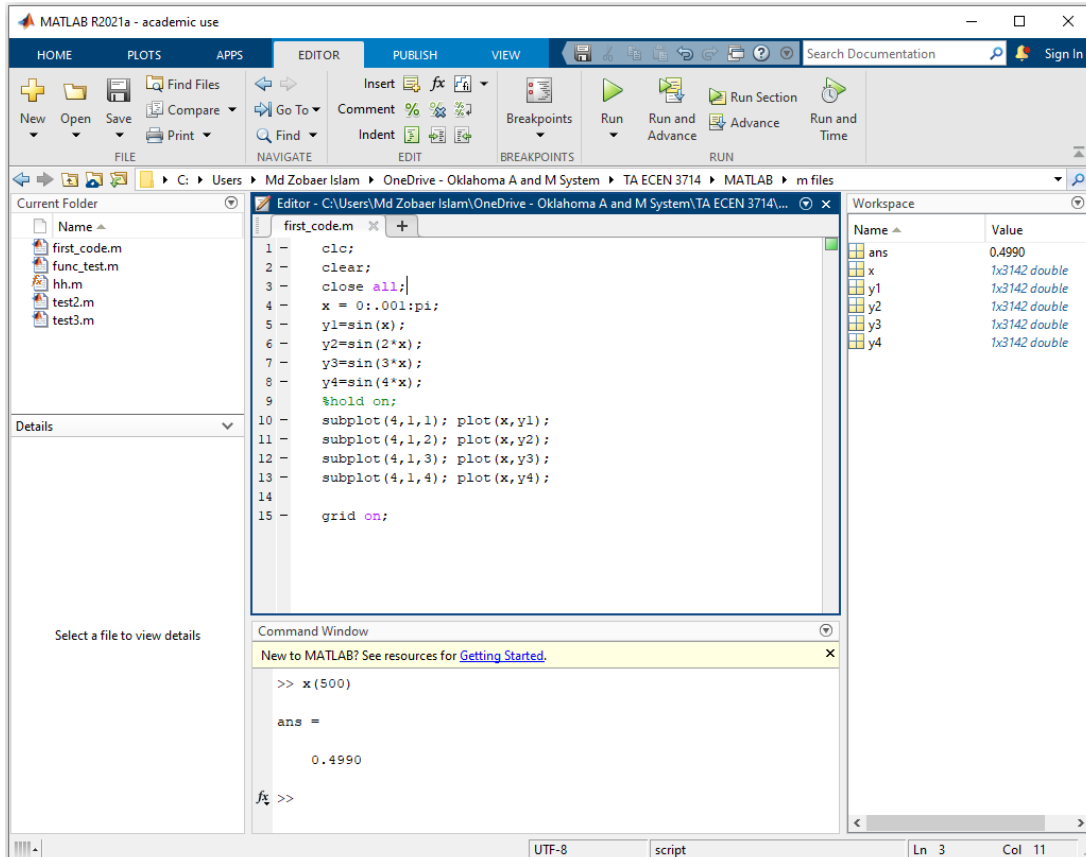 MATLAB R2021a - academic use
HOME PLOTS APPS EDITOR PUBLISH VIEW Search Documentation Sign In
New Open Save Find Files Compare Print
FILE
Go To Find
NAVIGATE
Insert fx
Comment
Indent
EDIT
Breakpoints
BREAKPOINTS
Run Run and Advance Run Section Advance Run and Time
RUN
C: Users Md Zobaer Islam OneDrive - Oklahoma A and M System TA ECEN 3714 MATLAB m files
Current Folder
Name
first_code.m
func_test.m
hh.m
test2.m
test3.m
Details
Select a file to view details
Editor - C:\Users\Md Zobaer Islam\OneDrive - Oklahoma A and M System\TA ECEN 3714\...
first_code.m
1 clc;
2 clear;
3 close all;
4 x = 0:.001:pi;
5 y1=sin(x);
6 y2=sin(2*x);
7 y3=sin(3*x);
8 y4=sin(4*x);
9 %hold on;
10 subplot(4,1,1); plot(x,y1);
11 subplot(4,1,2); plot(x,y2);
12 subplot(4,1,3); plot(x,y3);
13 subplot(4,1,4); plot(x,y4);
14
15 grid on;
Command Window
New to MATLAB? See resources for Getting Started.
>> x(500)
ans =
0.4990
fx >>
Workspace
Name Value
ans 0.4990
x 1x3142 double
y1 1x3142 double
y2 1x3142 double
y3 1x3142 double
y4 1x3142 double
UTF-8 script Ln 3 Col 11